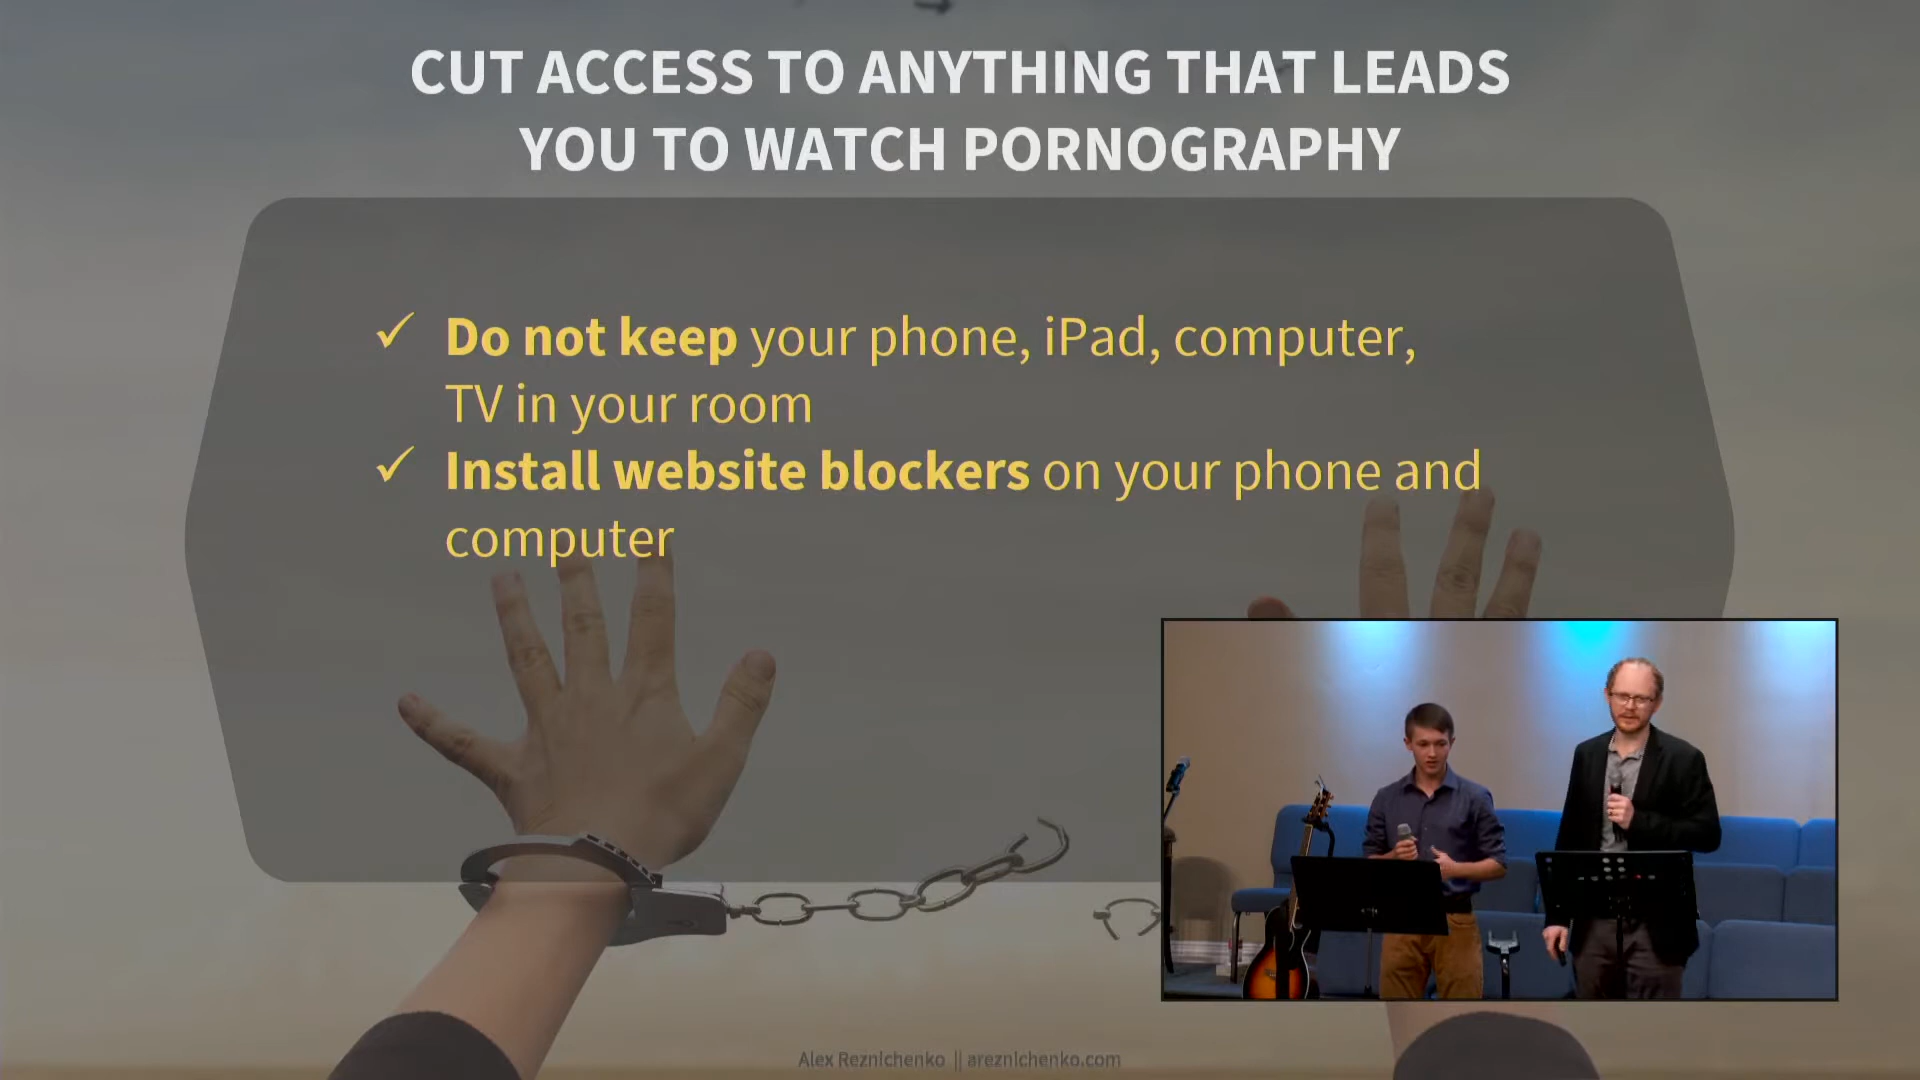 CUT ACCESS TO ANYTHING THAT LEADS
YOU TO WATCH PORNOGRAPHY
✓ Do not keep your phone, iPad, computer,
TV in your room
✓ Install website blockers on your phone and
computer
Alex Reznichenko || areznichenko.com